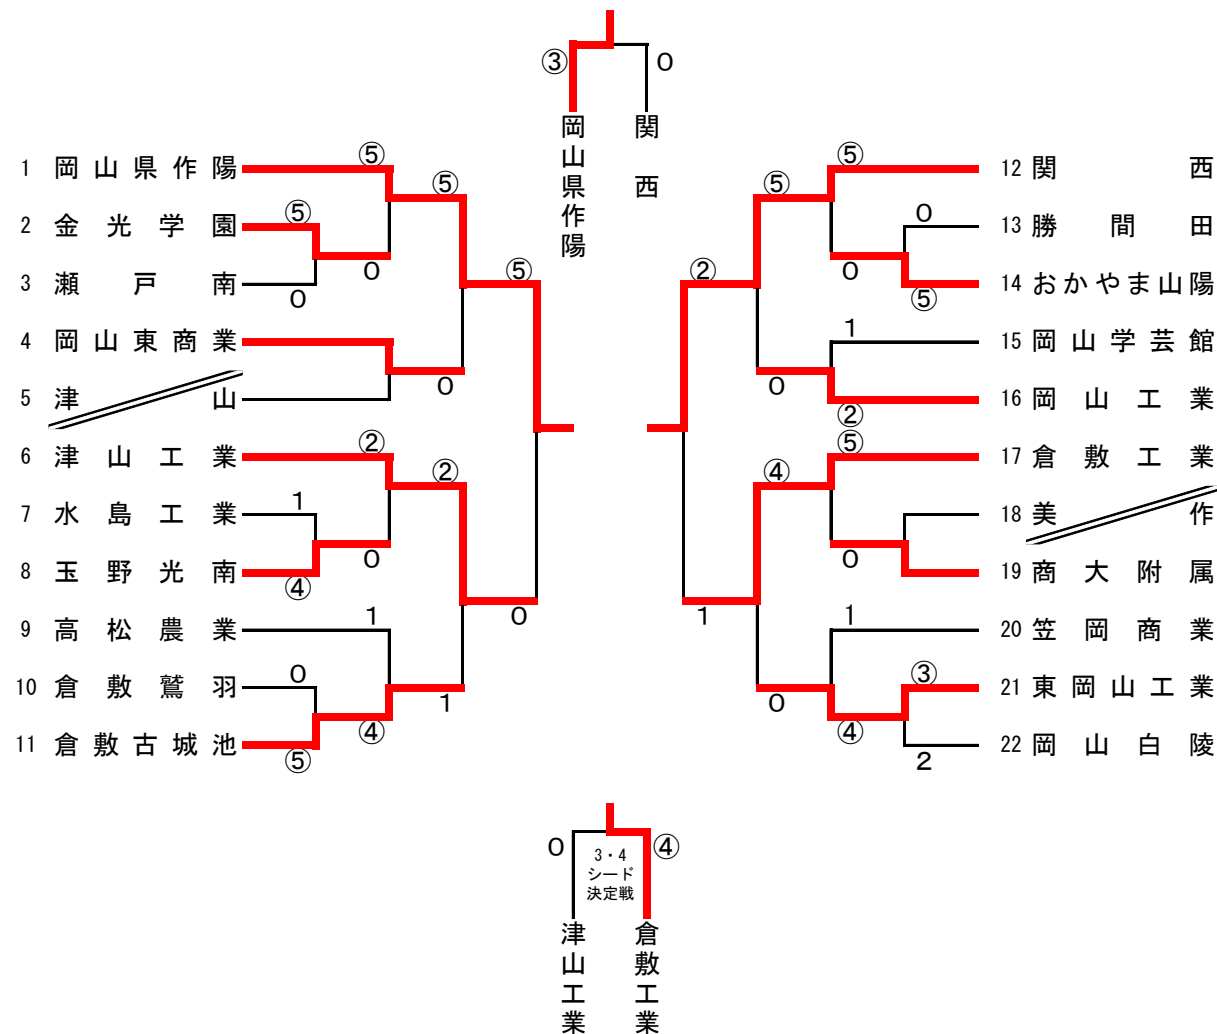 ③ 0
岡山県作陽
関西
1 岡山県作陽 ⑤ ⑤ ⑤ 12 関西
2 金光学園 ⑤ ⑤ 0 13 勝間田
3 瀬戸南 0 0 ⑤ ② 0 ⑤ 14 おかやま山陽
4 岡山東商業 1 15 岡山学芸館
5 津山 0 0 ② 16 岡山工業
6 津山工業 ② ② ④ ⑤ 17 倉敷工業
7 水島工業 1 18 美作
8 玉野光南 ④ 0 0 19 商大附属
9 高松農業 1 0 1 1 20 笠岡商業
10 倉敷鷲羽 0 1 0 ③ 21 東岡山工業
11 倉敷古城池 ⑤ ④ ④ 2 22 岡山白陵
0 ④
3・4
シード
決定戦
津山工業
倉敷工業